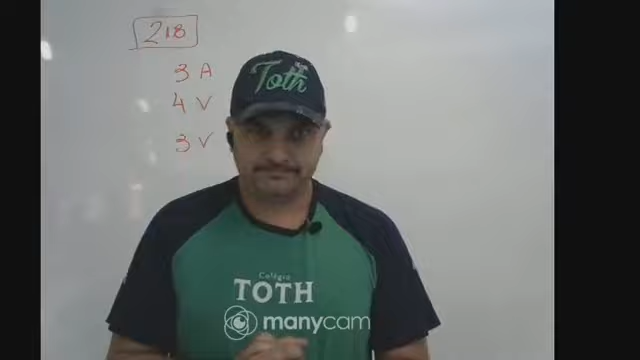 218
3 A
4 V
3 V
Toth
Colégio
TOTH
manycam